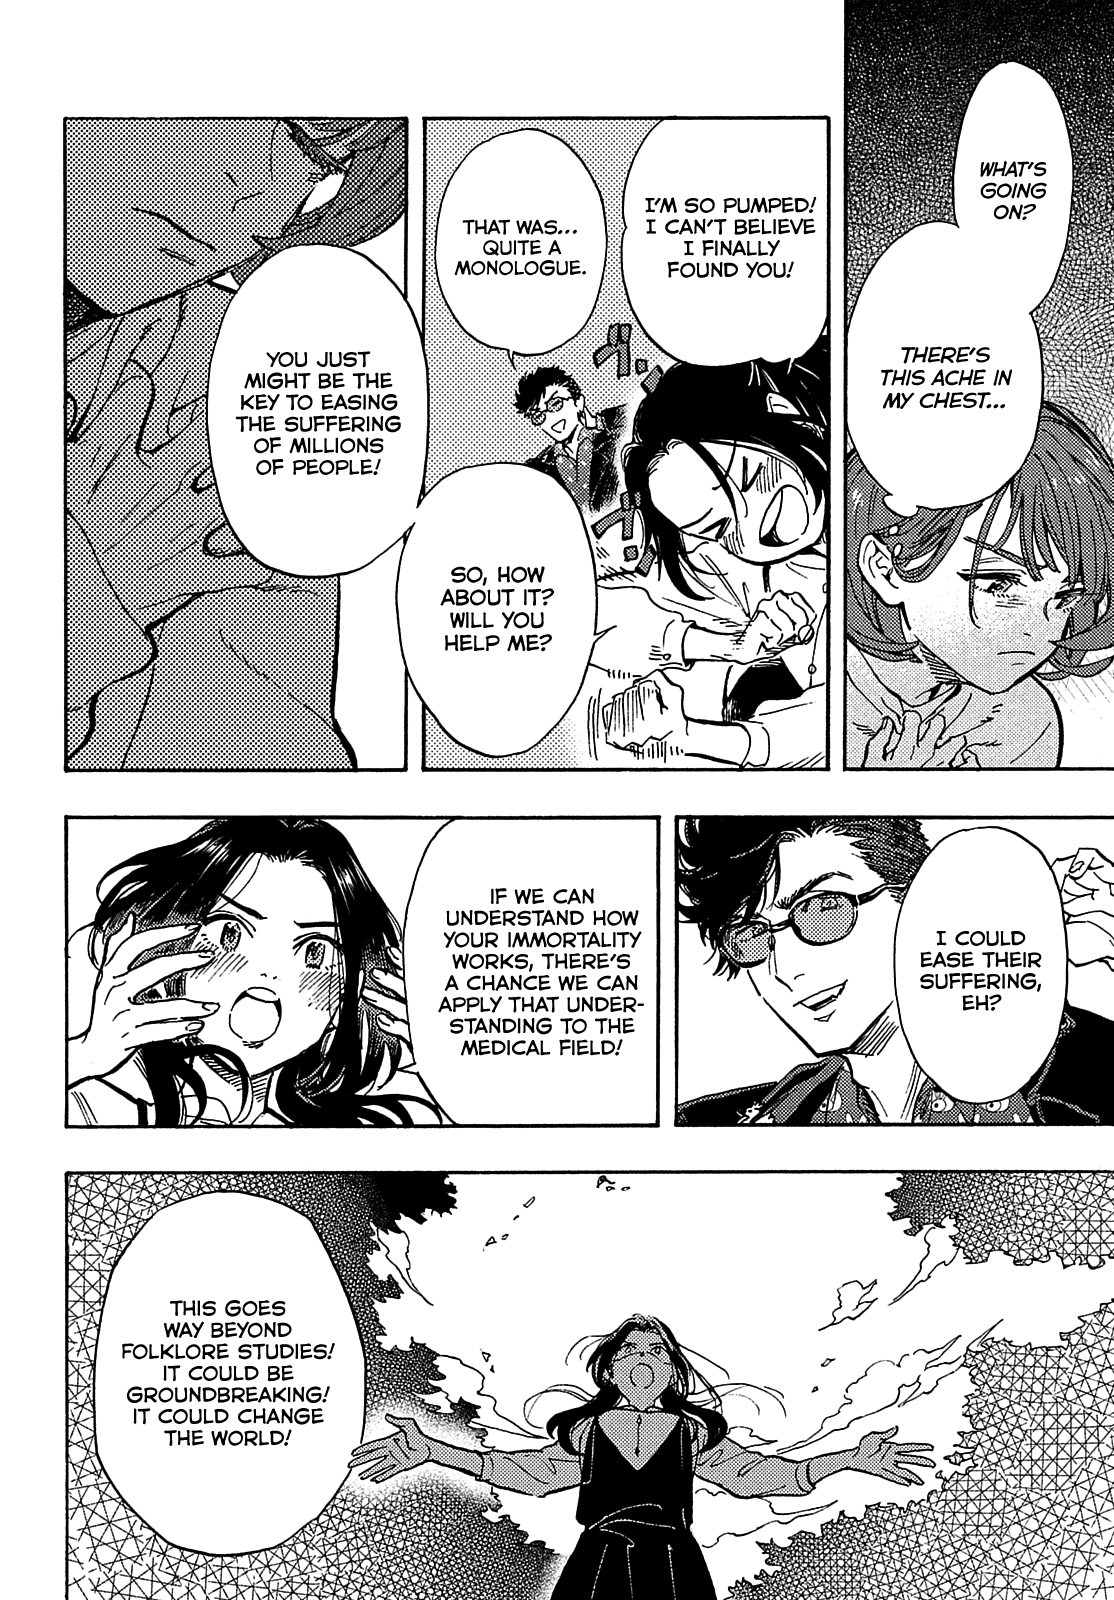 WHAT'S
GOING
ON?
THERE'S
THIS ACHE IN
MY CHEST...
I'M SO PUMPED!
I CAN'T BELIEVE
I FINALLY
FOUND YOU!
THAT WAS...
QUITE A
MONOLOGUE.
グッ
グッ
SO, HOW
ABOUT IT?
WILL YOU
HELP ME?
YOU JUST
MIGHT BE THE
KEY TO EASING
THE SUFFERING
OF MILLIONS
OF PEOPLE!
I COULD
EASE THEIR
SUFFERING,
EH?
IF WE CAN
UNDERSTAND HOW
YOUR IMMORTALITY
WORKS, THERE'S
A CHANCE WE CAN
APPLY THAT UNDER-
STANDING TO THE
MEDICAL FIELD!
THIS GOES
WAY BEYOND
FOLKLORE STUDIES!
IT COULD BE
GROUNDBREAKING!
IT COULD CHANGE
THE WORLD!